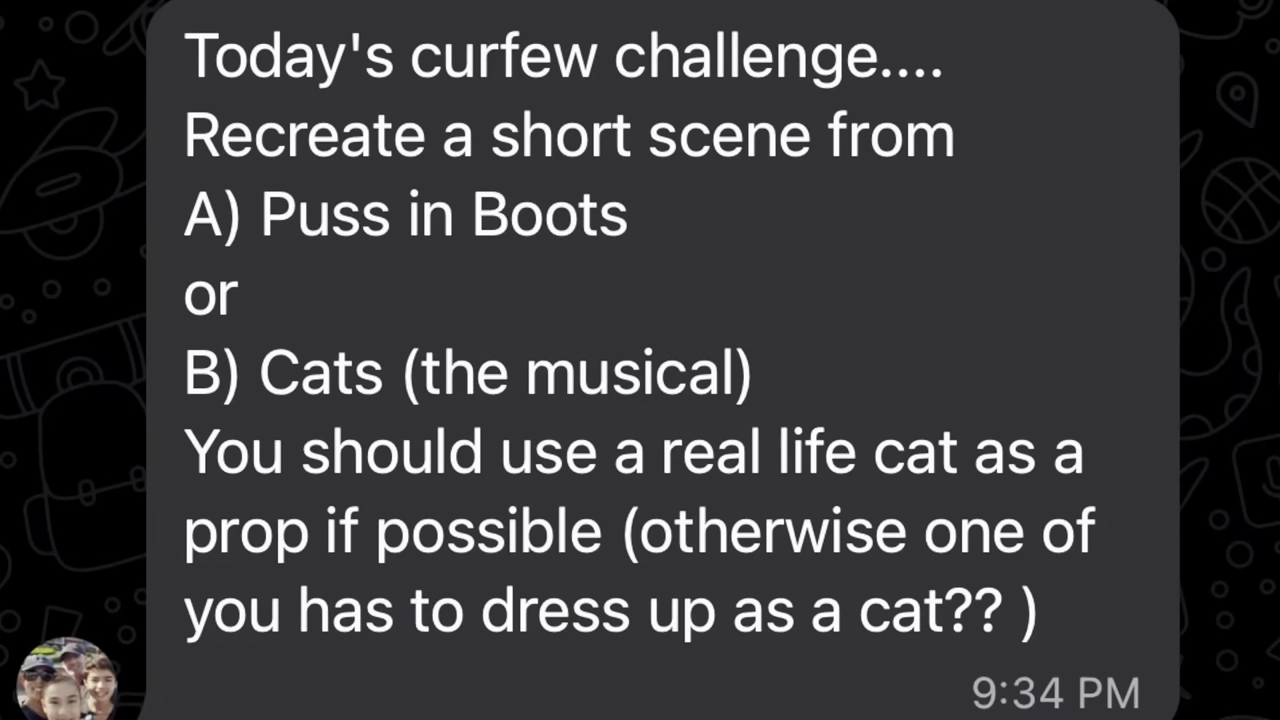 Today's curfew challenge....
Recreate a short scene from
A) Puss in Boots
or
B) Cats (the musical)
You should use a real life cat as a
prop if possible (otherwise one of
you has to dress up as a cat?? )
9:34 PM